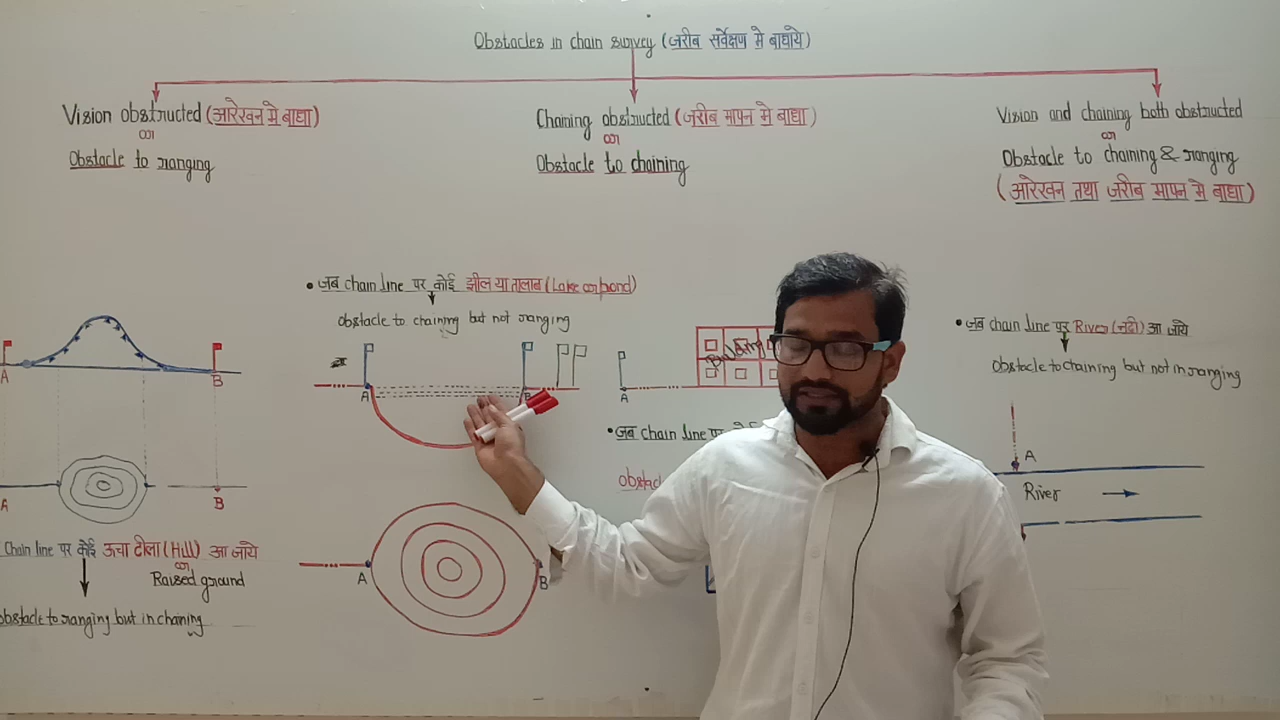 Obstacles in chain survey (जरीब सर्वेक्षण मे बाधाये)
Vision obstructed (आरेखन मे बाधा)
or
Obstacle to ranging
Chaining obstructed (जरीब मापन मे बाधा)
or
Obstacle to chaining
Vision and chaining both obstructed
or
Obstacle to chaining & ranging
(आरेखन तथा जरीब मापन मे बाधा)
A
B
A
B
Chain line पर कोई ऊचा टीला (Hill) आ जाये
or
Raised ground
obstacle to ranging but in chaning
• जब chain line पर कोई झील या तालाब (Lake or pond)
obstacle to chaining but not ranging
A
B
A
B
A
• जब chain line पर कोई
• जब chain line पर River (नदी) आ जाये
Obstacle to chaining but not in ranging
A
River